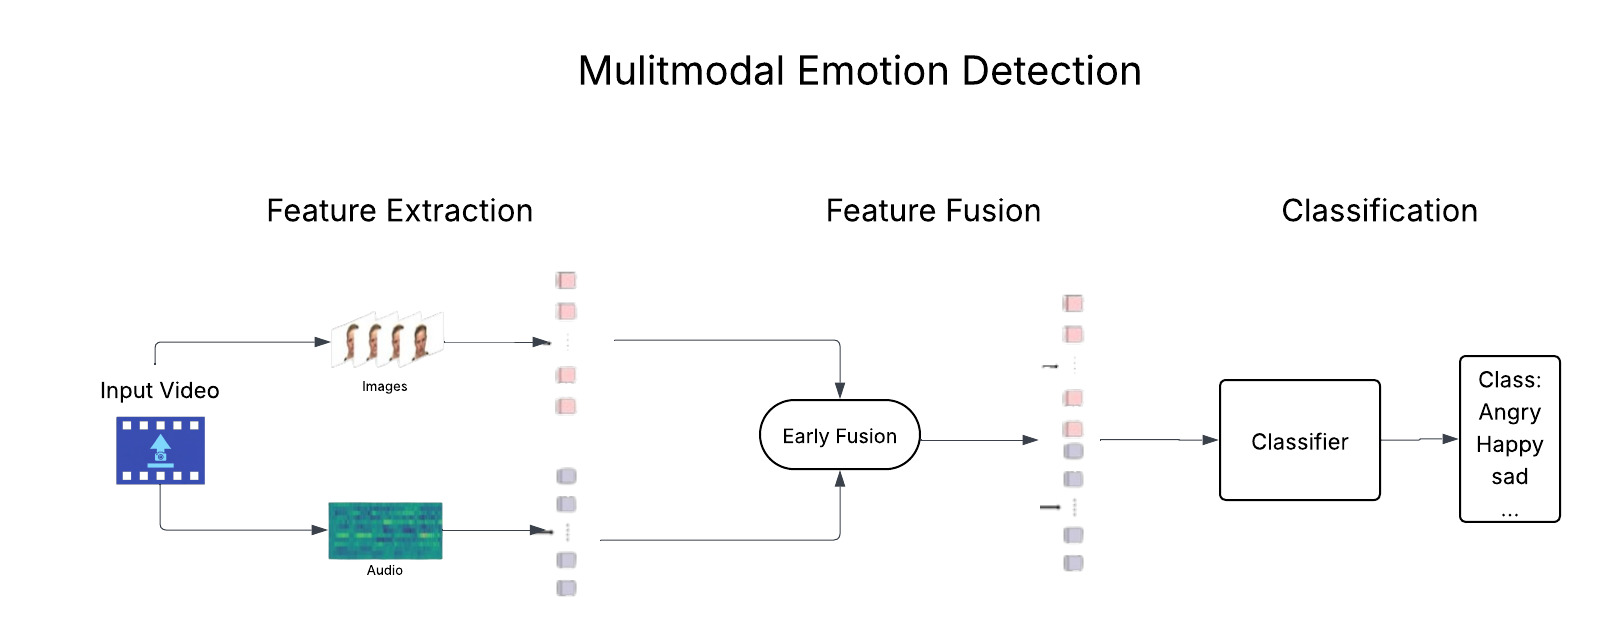 Mulitmodal Emotion Detection
Feature Extraction
Feature Fusion
Classification
Input Video
Images
Audio
Early Fusion
Classifier
Class:
Angry
Happy
sad
...